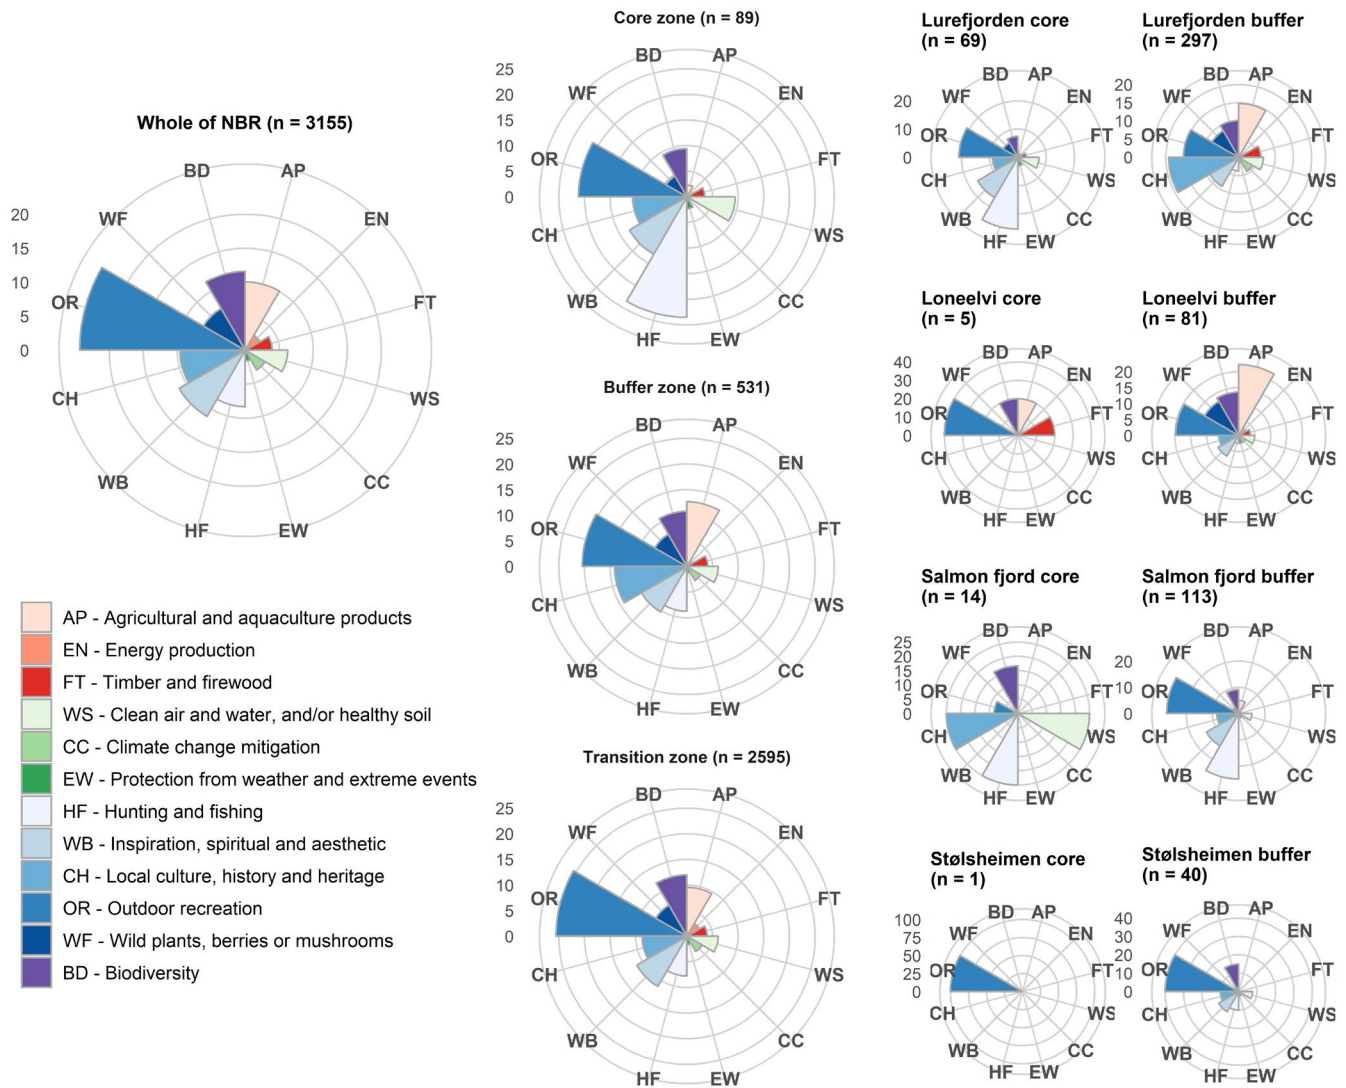 Whole of NBR (n = 3155)
BD
AP
WF
EN
20
15
10
5
0
OR
FT
CH
WS
WB
CC
HF
EW
AP - Agricultural and aquaculture products
EN - Energy production
FT - Timber and firewood
WS - Clean air and water, and/or healthy soil
CC - Climate change mitigation
EW - Protection from weather and extreme events
HF - Hunting and fishing
WB - Inspiration, spiritual and aesthetic
CH - Local culture, history and heritage
OR - Outdoor recreation
WF - Wild plants, berries or mushrooms
BD - Biodiversity
Core zone (n = 89)
BD
AP
25
20
15
10
5
0
WF
EN
OR
FT
CH
WS
WB
CC
HF
EW
Buffer zone (n = 531)
BD
AP
25
20
15
10
5
0
WF
EN
OR
FT
CH
WS
WB
CC
HF
EW
Transition zone (n = 2595)
BD
AP
25
20
15
10
5
0
WF
EN
OR
FT
CH
WS
WB
CC
HF
EW
Lurefjorden core
(n = 69)
BD
AP
WF
EN
20
10
0
OR
FT
CH
WS
WB
CC
HF
EW
Lurefjorden buffer
(n = 297)
BD
AP
20
15
10
5
0
WF
EN
OR
FT
CH
WS
WB
CC
HF
EW
Loneelvi core
(n = 5)
BD
AP
40
30
20
10
0
WF
EN
OR
FT
CH
WS
WB
CC
HF
EW
Loneelvi buffer
(n = 81)
BD
AP
20
15
10
5
0
WF
EN
OR
FT
CH
WS
WB
CC
HF
EW
Salmon fjord core
(n = 14)
BD
AP
25
20
15
10
5
0
WF
EN
OR
FT
CH
WS
WB
CC
HF
EW
Salmon fjord buffer
(n = 113)
BD
AP
20
10
0
WF
EN
OR
FT
CH
WS
WB
CC
HF
EW
Stølsheimen core
(n = 1)
BD
AP
100
75
50
25
0
WF
EN
OR
FT
CH
WS
WB
CC
HF
EW
Stølsheimen buffer
(n = 40)
BD
AP
40
30
20
10
0
WF
EN
OR
FT
CH
WS
WB
CC
HF
EW